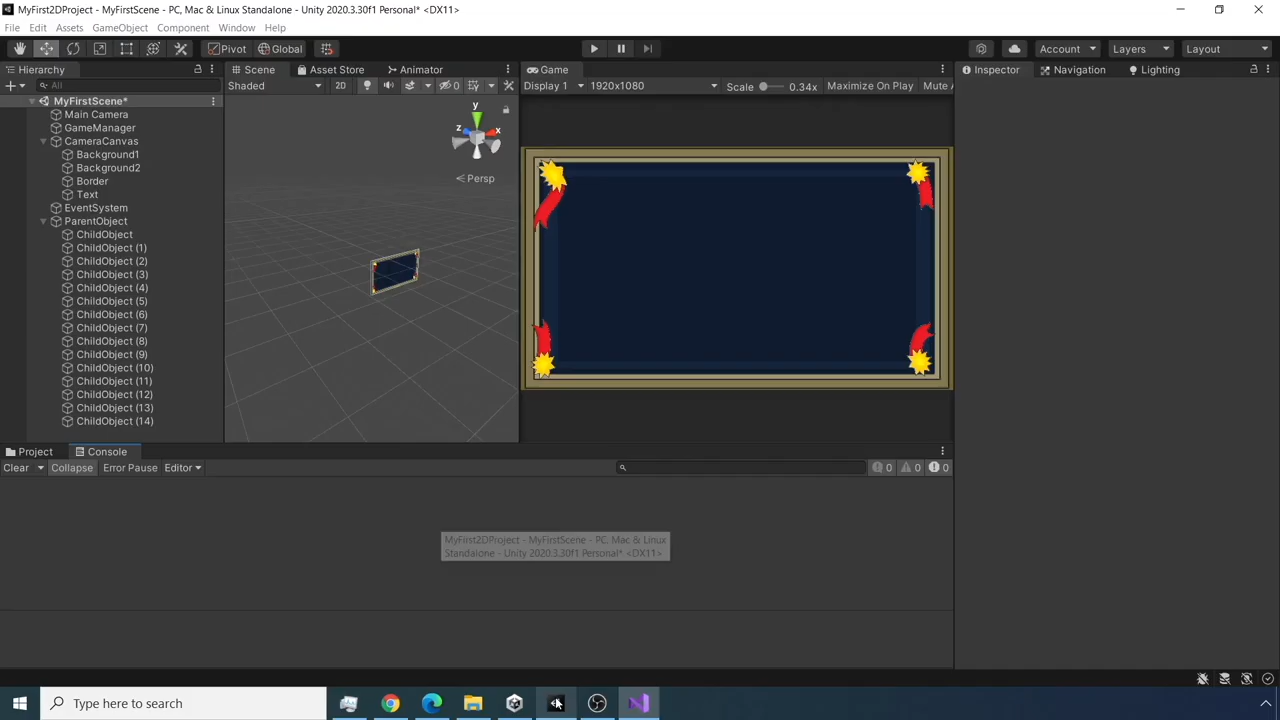 MyFirst2DProject - MyFirstScene - PC, Mac & Linux Standalone - Unity 2020.3.30f1 Personal* <DX11>
File Edit Assets GameObject Component Window Help
Pivot Global Account Layers Layout
Hierarchy Scene Asset Store Animator Game Inspector Navigation Lighting
All Shaded 2D 0 Display 1 1920x1080 Scale 0.34x Maximize On Play Mute A
MyFirstScene*
Main Camera
GameManager
CameraCanvas
Background1
Background2
Border
Text
EventSystem
ParentObject
ChildObject
ChildObject (1)
ChildObject (2)
ChildObject (3)
ChildObject (4)
ChildObject (5)
ChildObject (6)
ChildObject (7)
ChildObject (8)
ChildObject (9)
ChildObject (10)
ChildObject (11)
ChildObject (12)
ChildObject (13)
ChildObject (14)
y
z x
Persp
Project Console
Clear Collapse Error Pause Editor 0 0 0
MyFirst2DProject - MyFirstScene - PC, Mac & Linux
Standalone - Unity 2020.3.30f1 Personal* <DX11>
Type here to search